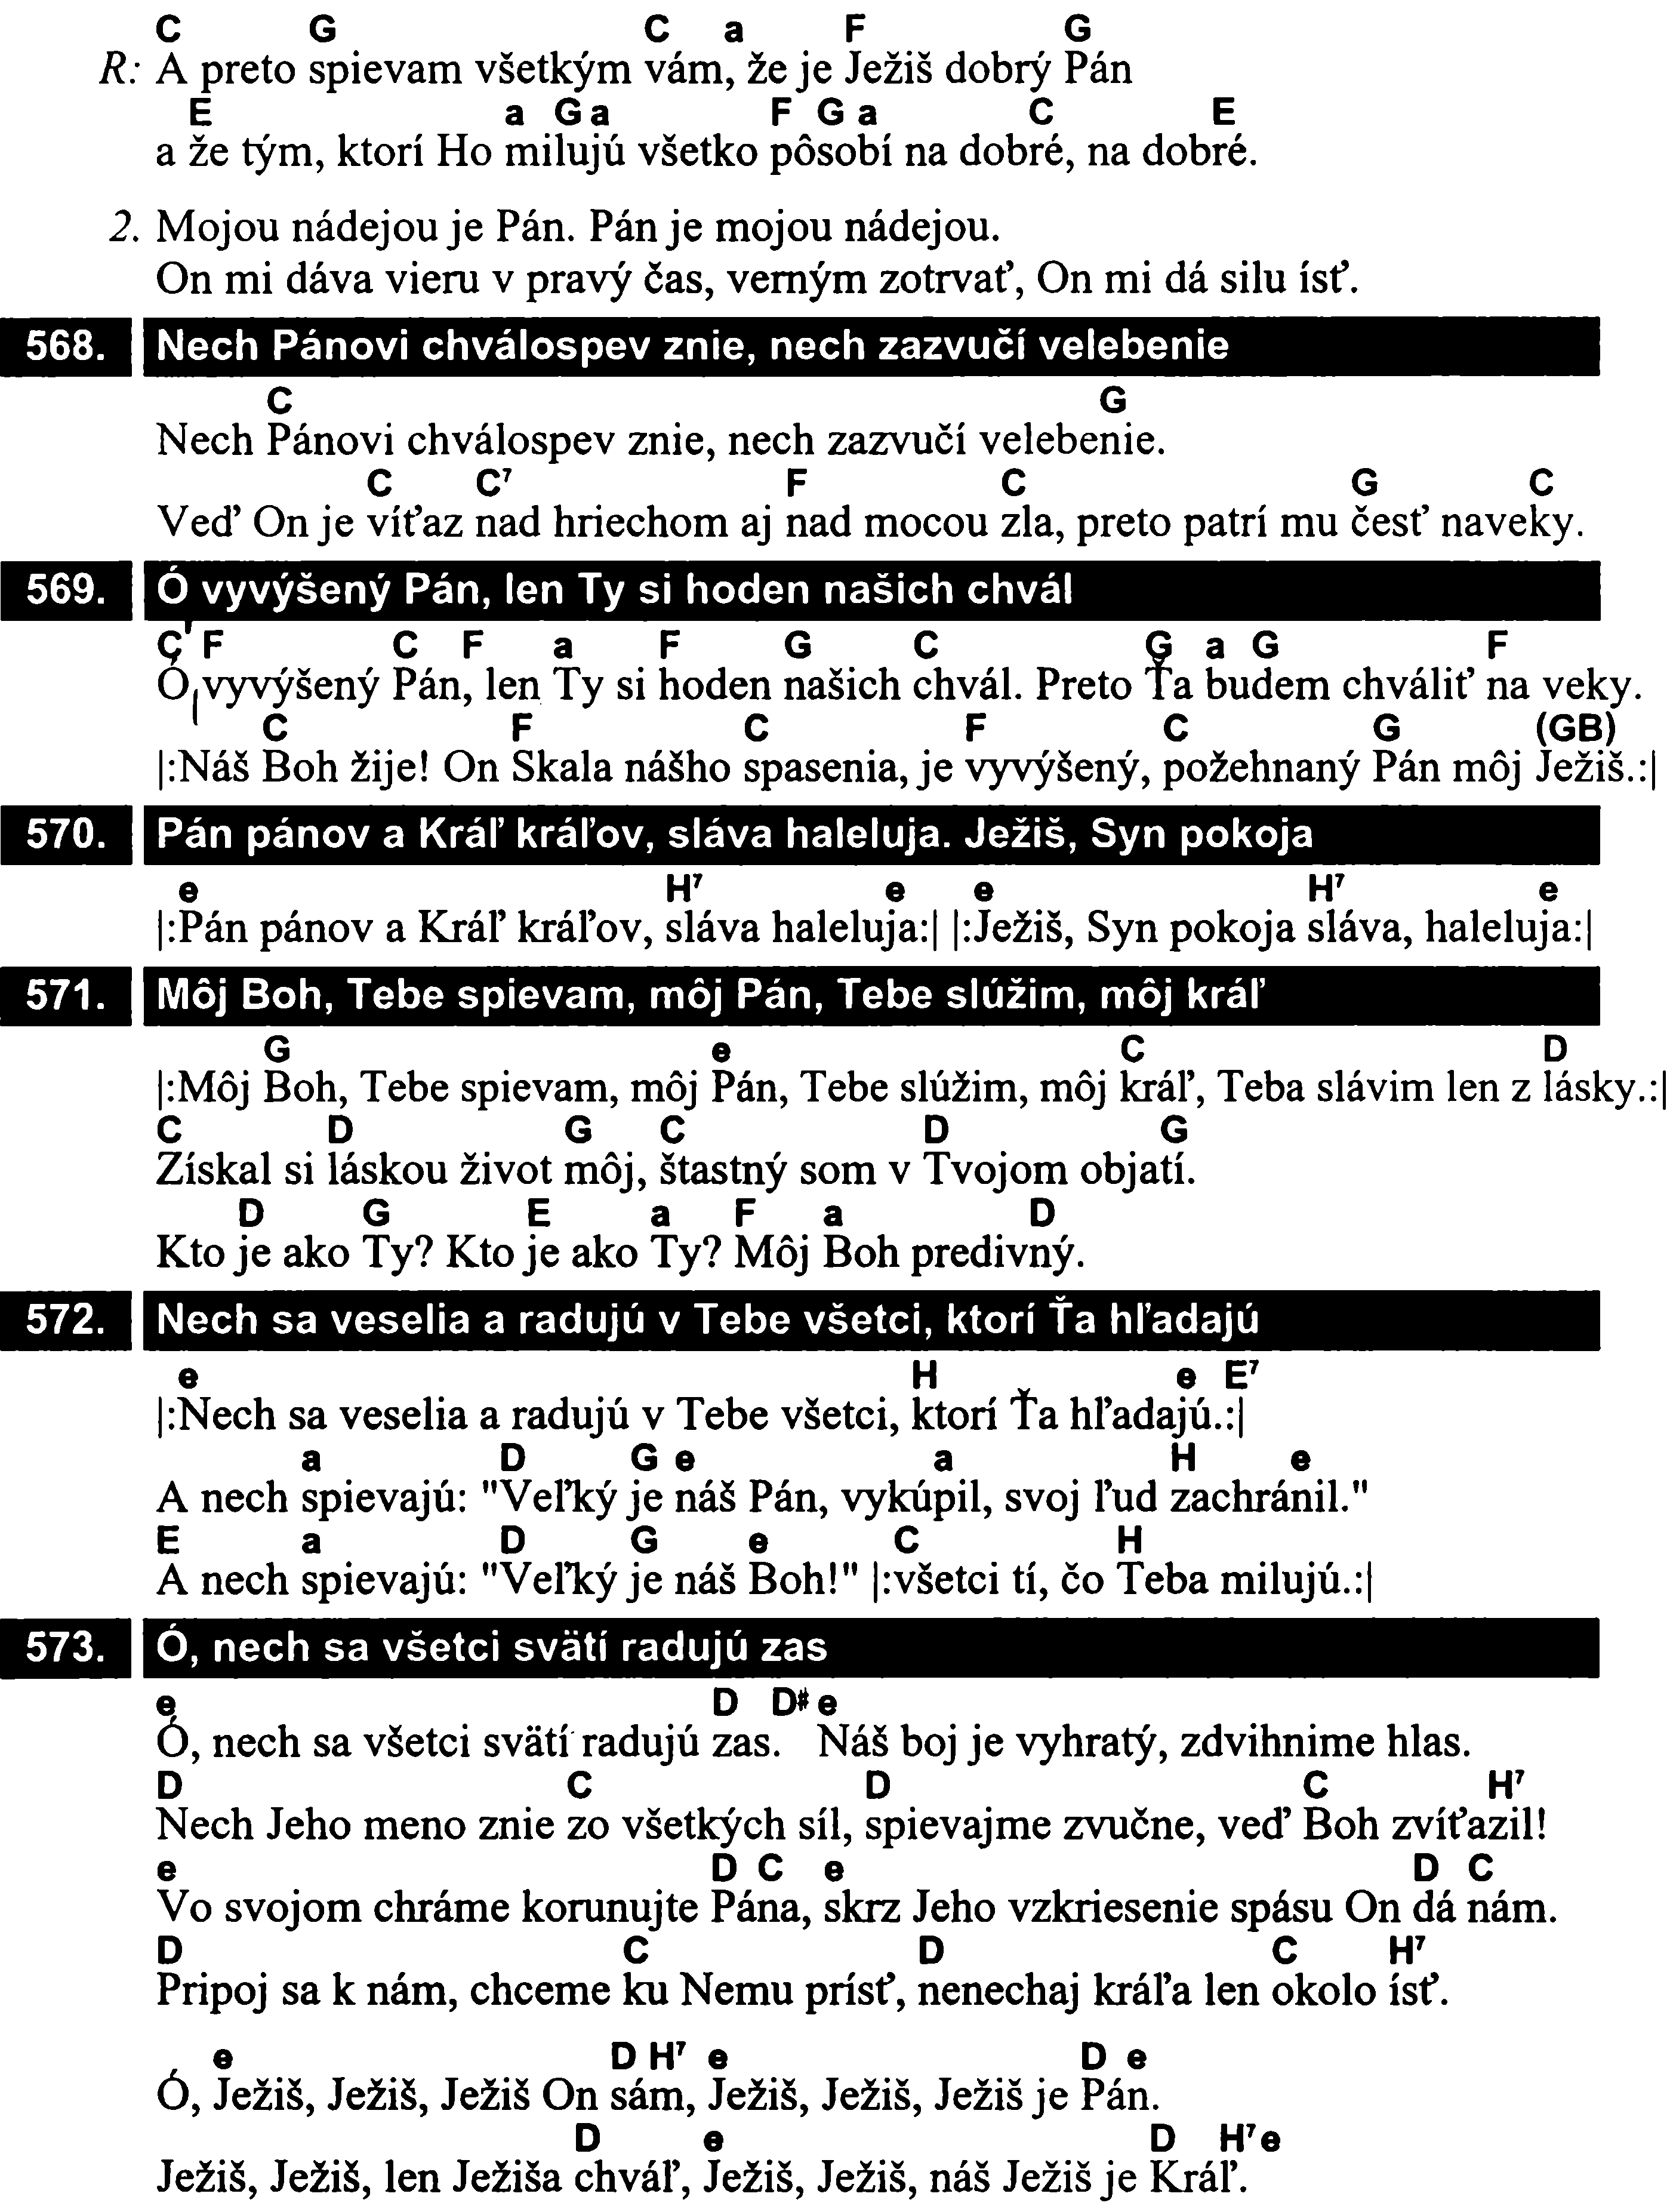 C G C a F G
R: A preto spievam všetkým vám, že je Ježiš dobrý Pán
E a G a F G a C E
a že tým, ktorí Ho milujú všetko pôsobí na dobré, na dobré.
2. Mojou nádejou je Pán. Pán je mojou nádejou.
On mi dáva vieru v pravý čas, verným zotrvať, On mi dá silu ísť.
568. Nech Pánovi chválospev znie, nech zazvučí velebenie
C G
Nech Pánovi chválospev znie, nech zazvučí velebenie.
C C⁷ F C G C
Veď On je víťaz nad hriechom aj nad mocou zla, preto patrí mu česť naveky.
569. Ó vyvýšený Pán, len Ty si hoden našich chvál
C F C F a F G C G a G F
Ó vyvýšený Pán, len Ty si hoden našich chvál. Preto Ťa budem chváliť na veky.
C F C F C G (GB)
|:Náš Boh žije! On Skala nášho spasenia, je vyvýšený, požehnaný Pán môj Ježiš.:|
570. Pán pánov a Kráľ kráľov, sláva haleluja. Ježiš, Syn pokoja
e H⁷ e e H⁷ e
|:Pán pánov a Kráľ kráľov, sláva haleluja:| |:Ježiš, Syn pokoja sláva, haleluja:|
571. Môj Boh, Tebe spievam, môj Pán, Tebe slúžim, môj kráľ
G e C D
|:Môj Boh, Tebe spievam, môj Pán, Tebe slúžim, môj kráľ, Teba slávim len z lásky.:|
C D G C D G
Získal si láskou život môj, štastný som v Tvojom objatí.
D G E a F a D
Kto je ako Ty? Kto je ako Ty? Môj Boh predivný.
572. Nech sa veselia a radujú v Tebe všetci, ktorí Ťa hľadajú
e H e E⁷
|:Nech sa veselia a radujú v Tebe všetci, ktorí Ťa hľadajú.:|
a D G e a H e
A nech spievajú: "Veľký je náš Pán, vykúpil, svoj ľud zachránil."
E a D G e C H
A nech spievajú: "Veľký je náš Boh!" |:všetci tí, čo Teba milujú.:|
573. Ó, nech sa všetci svätí radujú zas
e D D# e
Ó, nech sa všetci svätí radujú zas. Náš boj je vyhratý, zdvihnime hlas.
D C D C H⁷
Nech Jeho meno znie zo všetkých síl, spievajme zvučne, veď Boh zvíťazil!
e D C e D C
Vo svojom chráme korunujte Pána, skrz Jeho vzkriesenie spásu On dá nám.
D C D C H⁷
Pripoj sa k nám, chceme ku Nemu prísť, nenechaj kráľa len okolo ísť.
e D H⁷ e D e
Ó, Ježiš, Ježiš, Ježiš On sám, Ježiš, Ježiš, Ježiš je Pán.
D e D H⁷ e
Ježiš, Ježiš, len Ježiša chváľ, Ježiš, Ježiš, náš Ježiš je Kráľ.